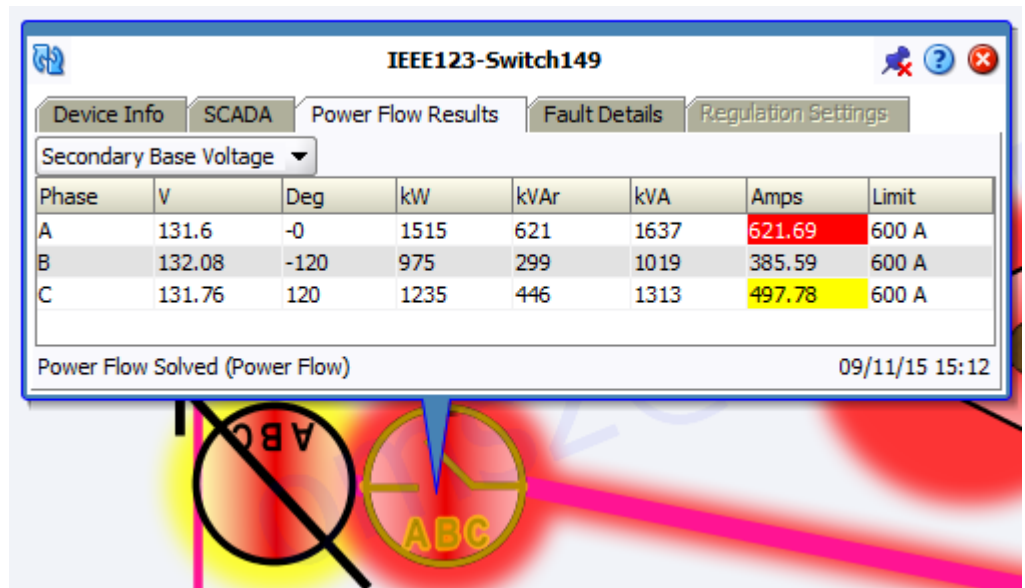 IEEE123-Switch149
Device Info SCADA Power Flow Results Fault Details Regulation Settings
Secondary Base Voltage
Phase V Deg kW kVAr kVA Amps Limit
A 131.6 -0 1515 621 1637 621.69 600 A
B 132.08 -120 975 299 1019 385.59 600 A
C 131.76 120 1235 446 1313 497.78 600 A
Power Flow Solved (Power Flow) 09/11/15 15:12
ABC
ABC